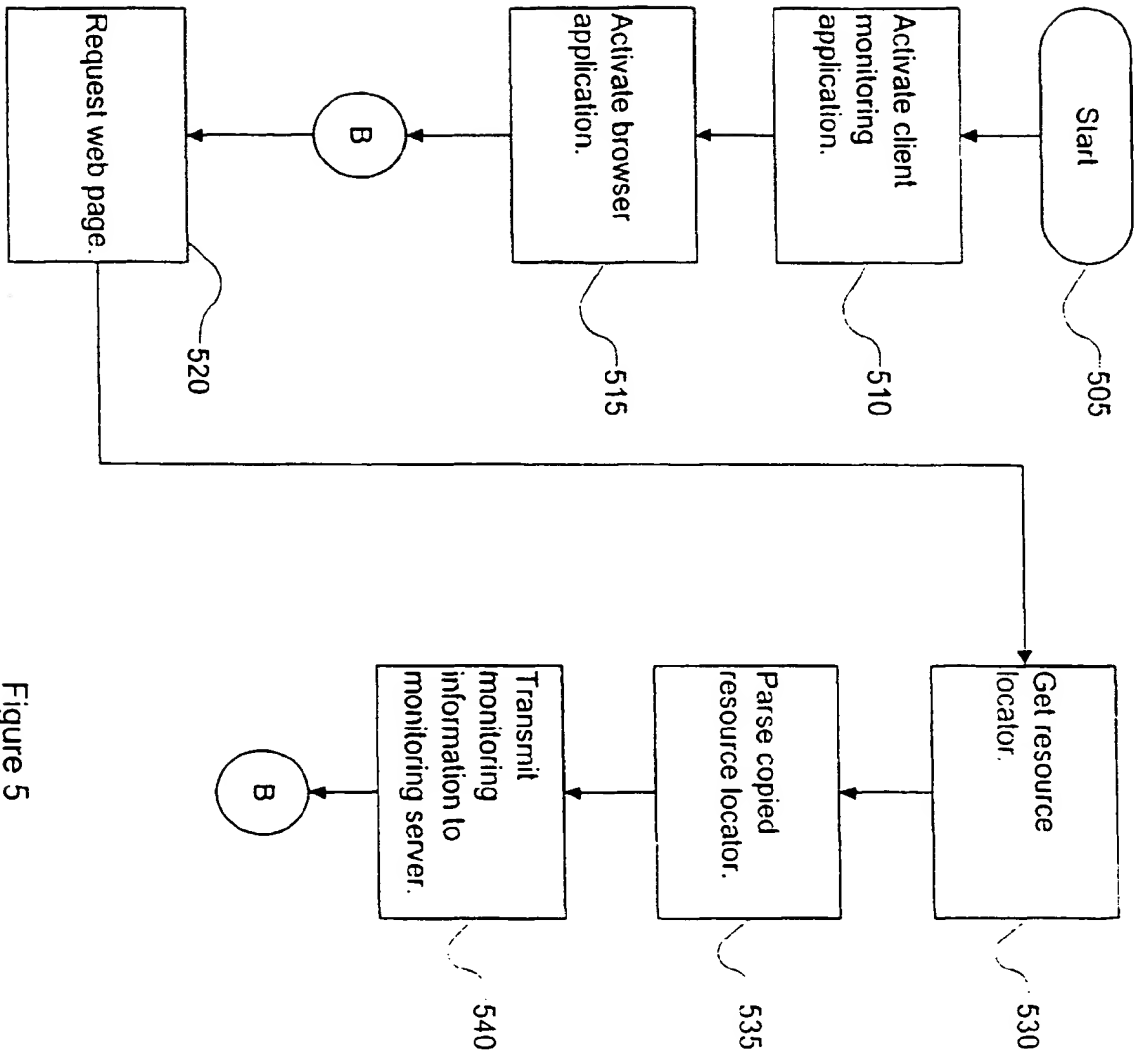 Start
505
Activate client
monitoring
application.
510
Activate browser
application.
515
B
Request web page.
520
Get resource
locator.
530
Parse copied
resource locator.
535
Transmit
monitoring
information to
monitoring server.
540
B
Figure 5